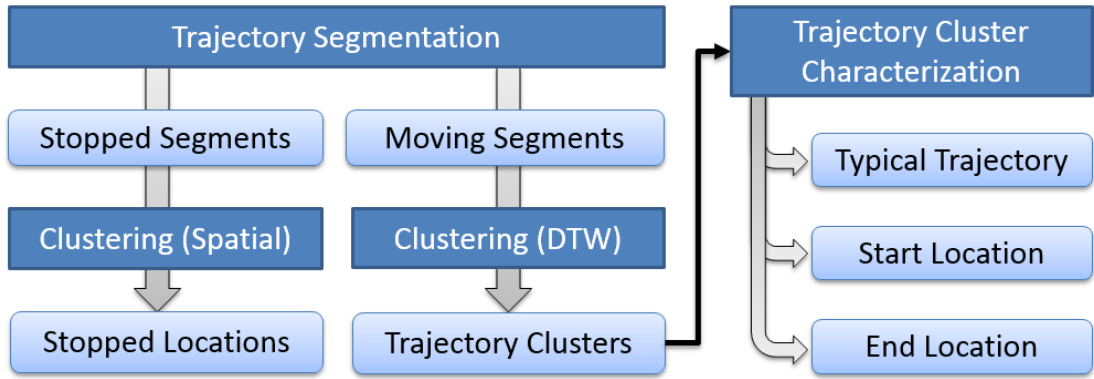 Trajectory Segmentation
Stopped Segments
Moving Segments
Clustering (Spatial)
Clustering (DTW)
Stopped Locations
Trajectory Clusters
Trajectory Cluster
Characterization
Typical Trajectory
Start Location
End Location